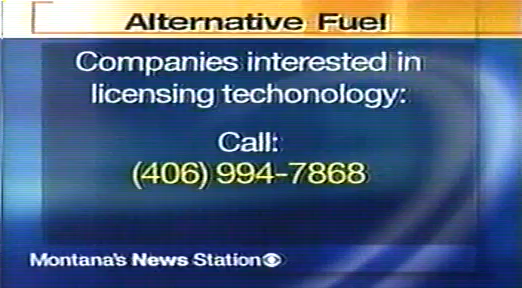 Alternative Fuel
Companies interested in
licensing techonology:
Call:
(406) 994-7868
Montana's News Station